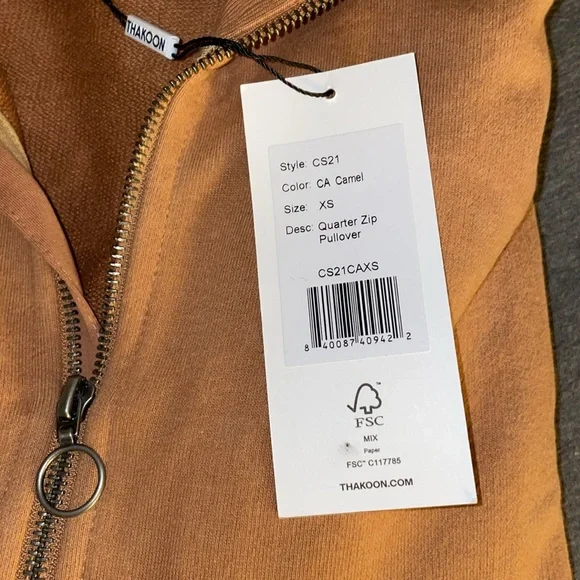 THAKOON
Style: CS21
Color: CA Camel
Size: XS
Desc: Quarter Zip
Pullover
CS21CAXS
8 40087 40942 2
FSC
MIX
Paper
FSC™ C117785
THAKOON.COM